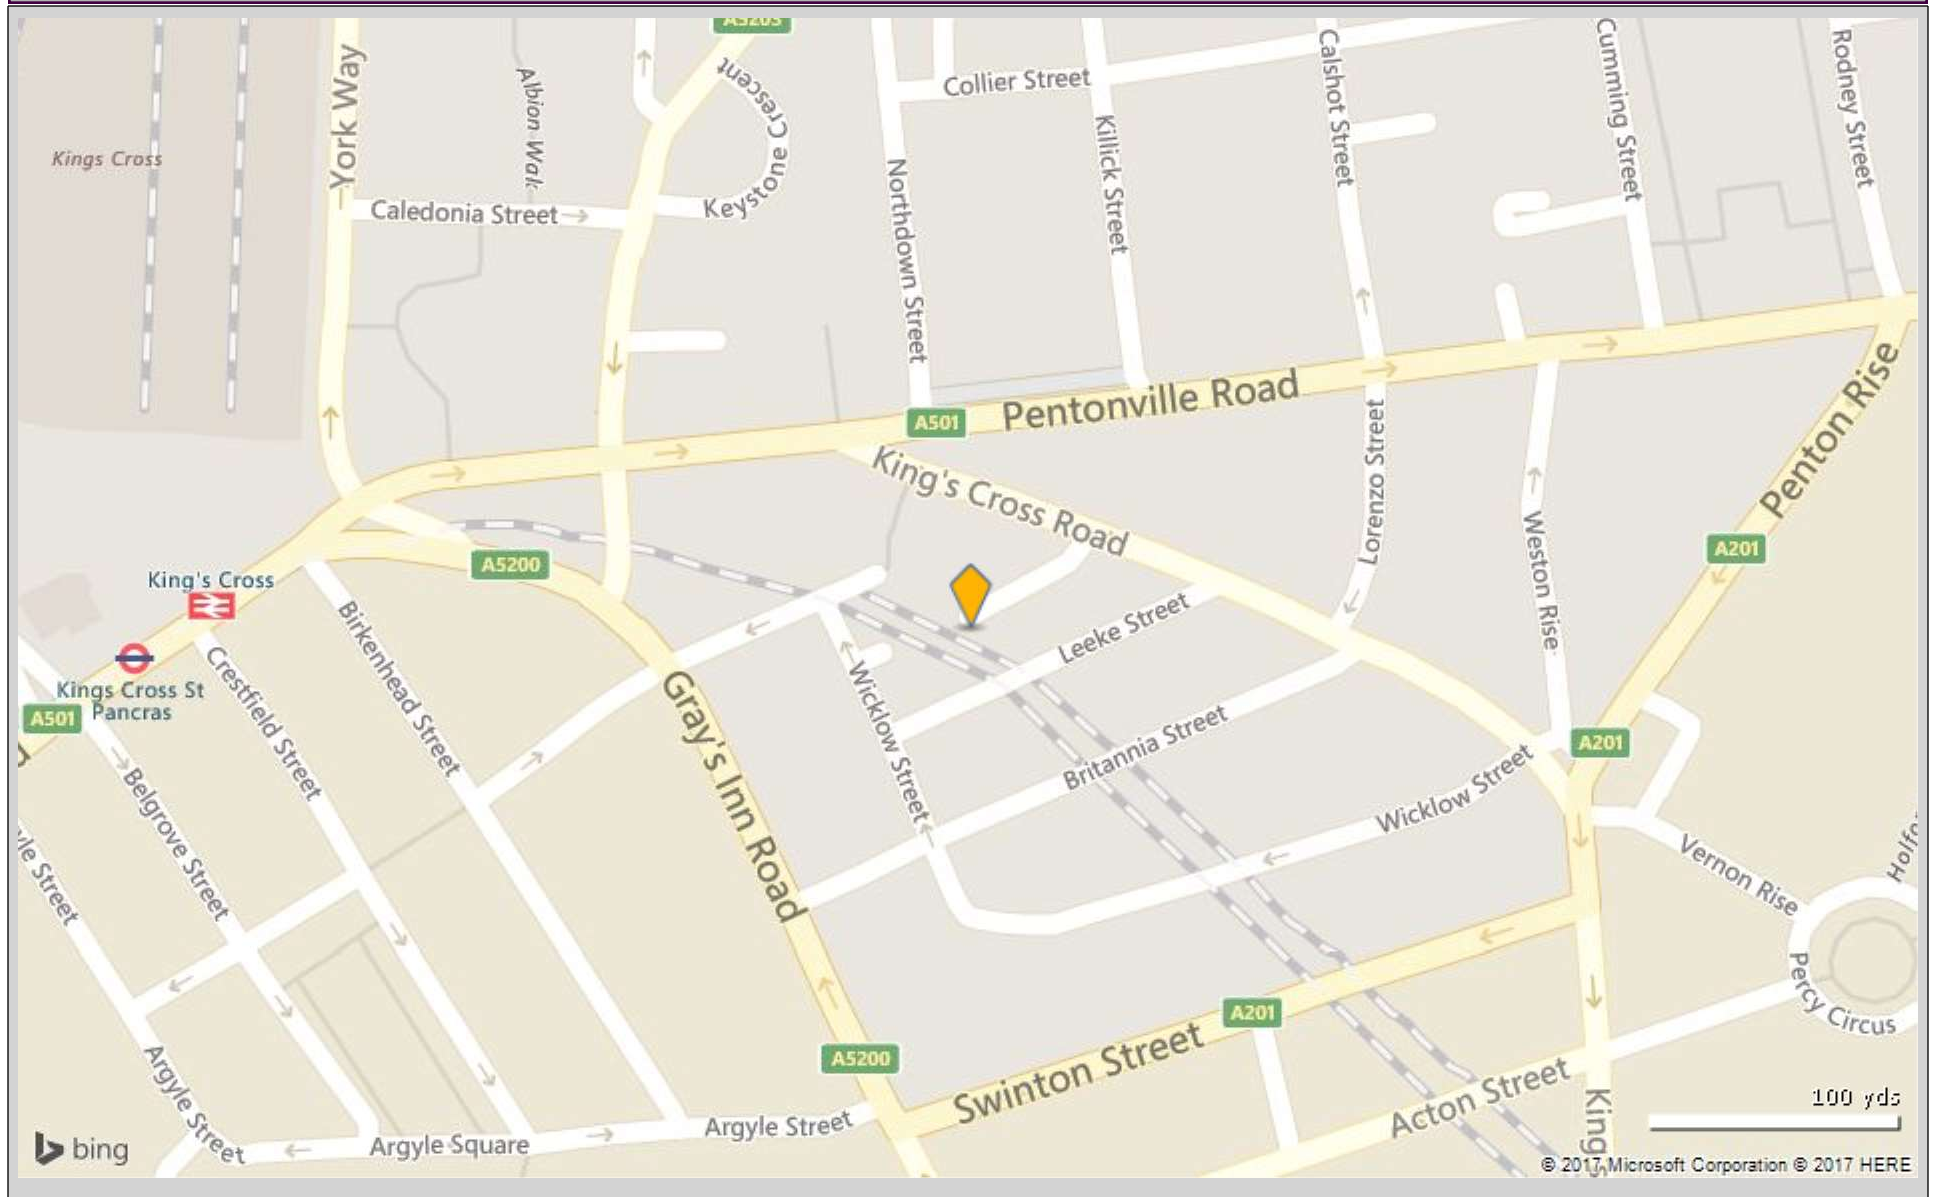 A5203
York Way
Albion Walk
Keystone Crescent
Collier Street
Calshot Street
Cumming Street
Rodney Street
Kings Cross
Killick Street
Northdown Street
Caledonia Street
A501
Pentonville Road
Penton Rise
King's Cross Road
Lorenzo Street
Weston Rise
A201
A5200
King's Cross
Kings Cross St
Pancras
A501
Birkenhead Street
Crestfield Street
Leeke Street
Wicklow Street
Gray's Inn Road
Britannia Street
Wicklow Street
A201
Belgrove Street
Vernon Rise
Percy Circus
A201
A5200
Swinton Street
Acton Street
Argyle Street
Argyle Square
Argyle Street
King's
100 yds
bing
© 2017 Microsoft Corporation © 2017 HERE